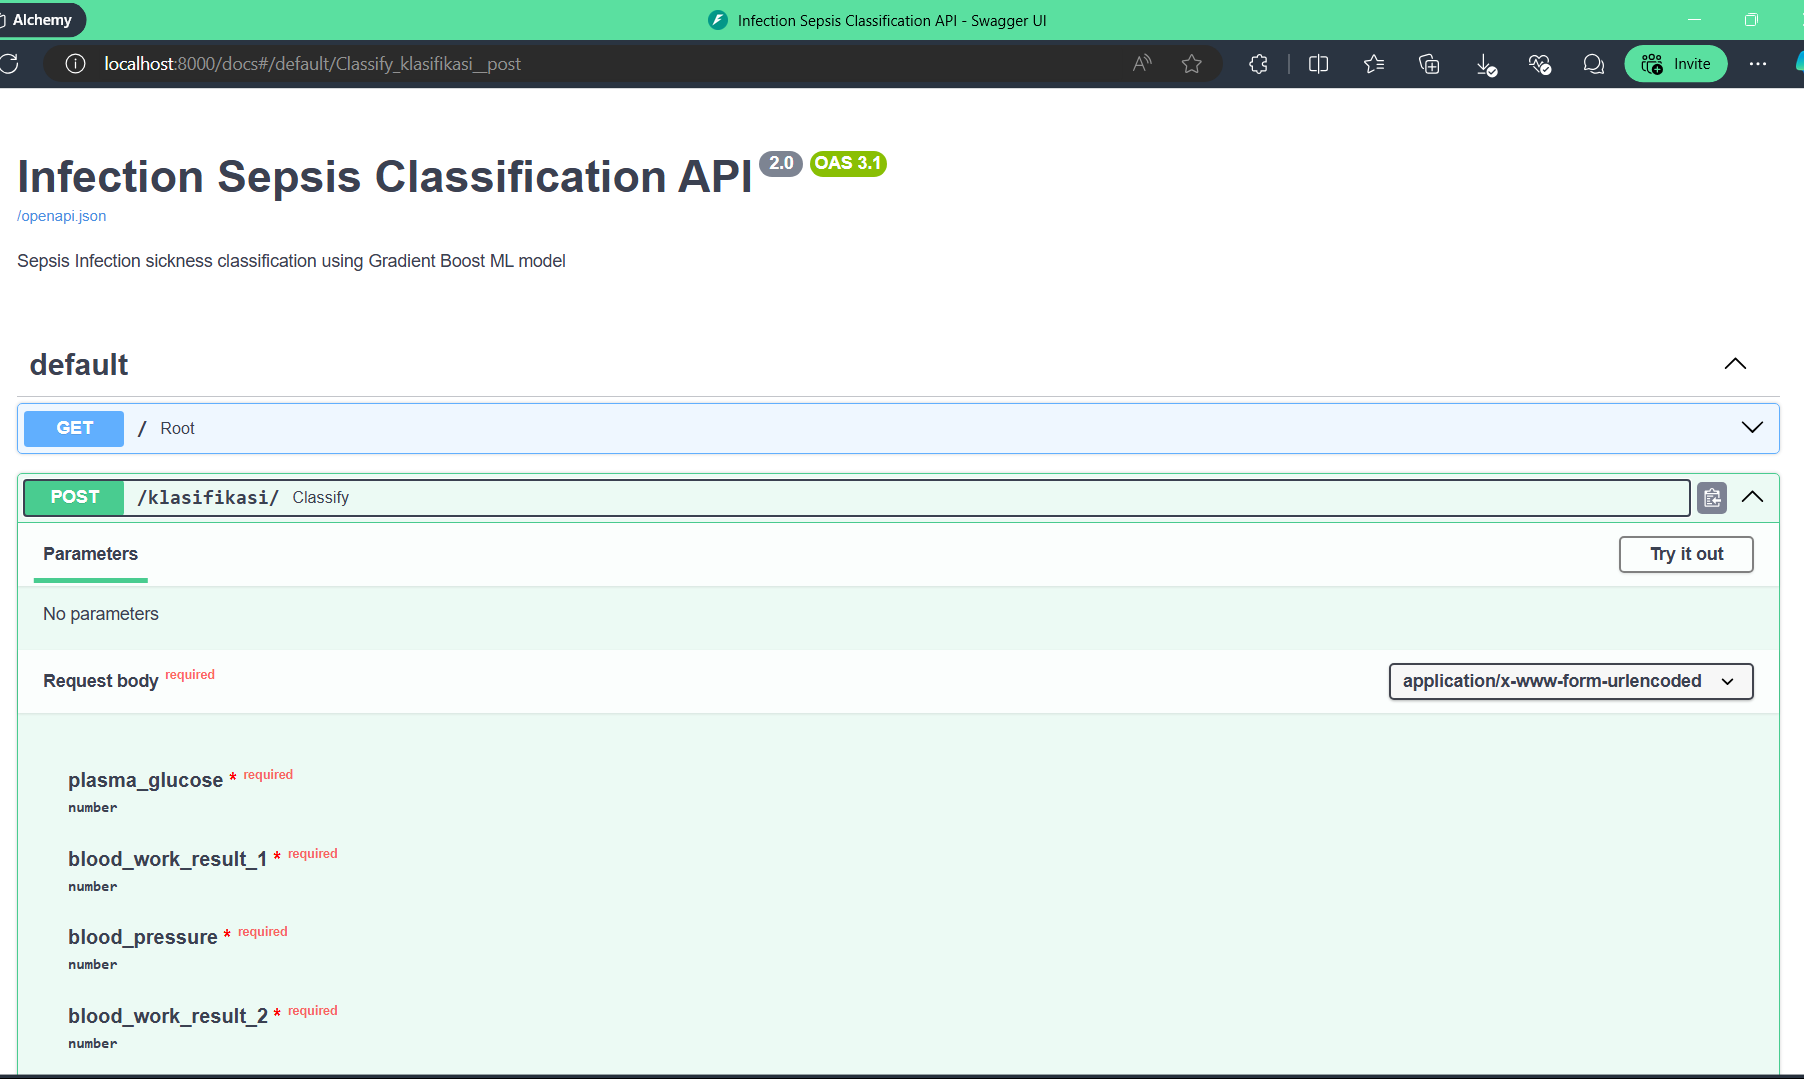 Alchemy
Infection Sepsis Classification API - Swagger UI
localhost:8000/docs#/default/Classify_klasifikasi__post
A
Invite
Infection Sepsis Classification API 2.0 OAS 3.1
/openapi.json
Sepsis Infection sickness classification using Gradient Boost ML model
default
GET / Root
POST /klasifikasi/ Classify
Parameters
Try it out
No parameters
Request body required
application/x-www-form-urlencoded
plasma_glucose * required
number
blood_work_result_1 * required
number
blood_pressure * required
number
blood_work_result_2 * required
number